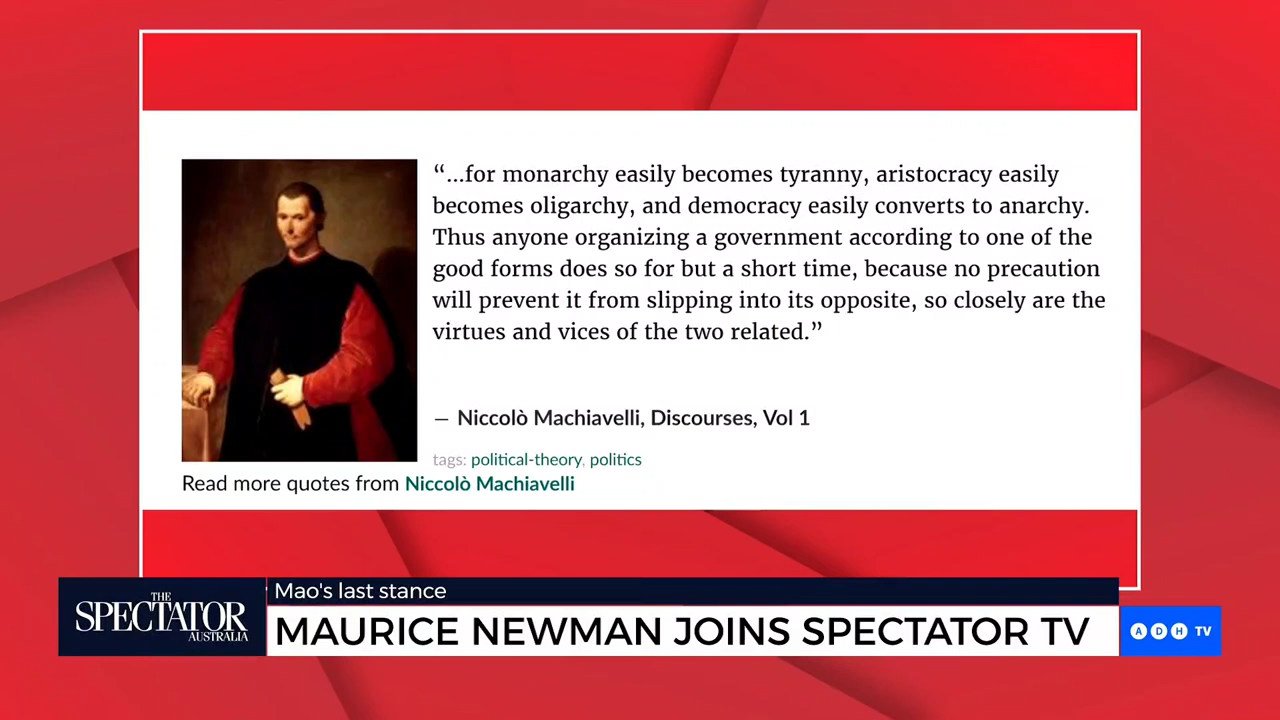 “...for monarchy easily becomes tyranny, aristocracy easily
becomes oligarchy, and democracy easily converts to anarchy.
Thus anyone organizing a government according to one of the
good forms does so for but a short time, because no precaution
will prevent it from slipping into its opposite, so closely are the
virtues and vices of the two related.”
― Niccolò Machiavelli, Discourses, Vol 1
tags: political-theory, politics
Read more quotes from Niccolò Machiavelli
THE
SPECTATOR
AUSTRALIA
Mao's last stance
MAURICE NEWMAN JOINS SPECTATOR TV
ADH TV